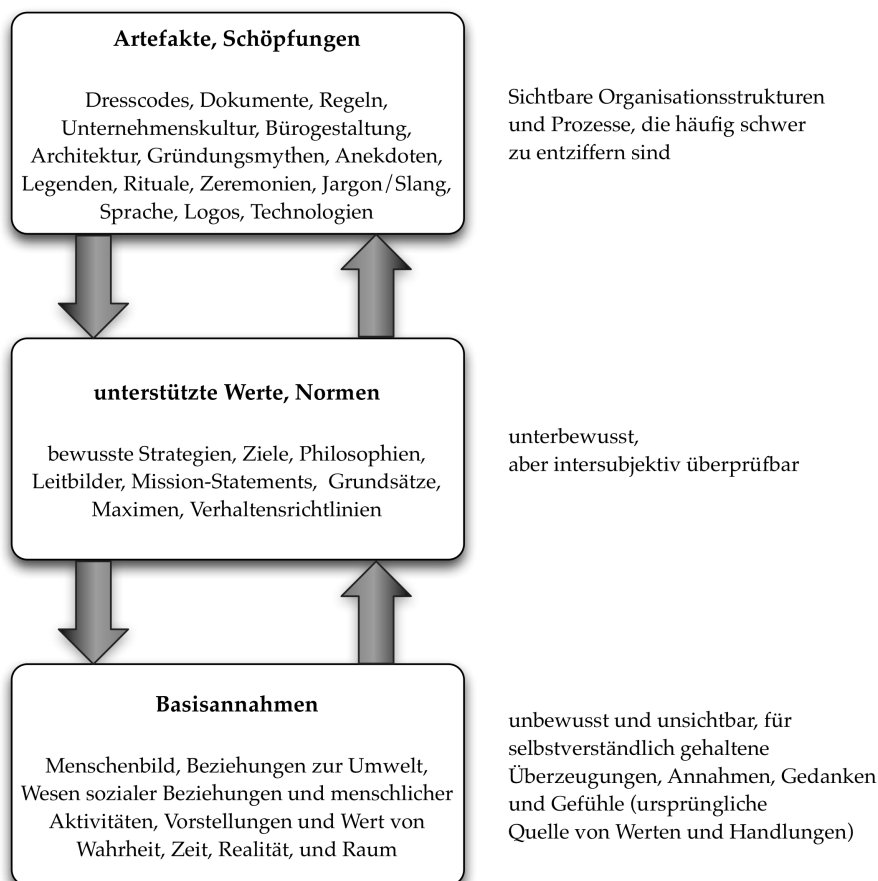 Artefakte, Schöpfungen
Dresscodes, Dokumente, Regeln,
Unternehmenskultur, Bürogestaltung,
Architektur, Gründungsmythen, Anekdoten,
Legenden, Rituale, Zeremonien, Jargon/Slang,
Sprache, Logos, Technologien
Sichtbare Organisationsstrukturen
und Prozesse, die häufig schwer
zu entziffern sind
unterstützte Werte, Normen
bewusste Strategien, Ziele, Philosophien,
Leitbilder, Mission-Statements, Grundsätze,
Maximen, Verhaltensrichtlinien
unterbewusst,
aber intersubjektiv überprüfbar
Basisannahmen
Menschenbild, Beziehungen zur Umwelt,
Wesen sozialer Beziehungen und menschlicher
Aktivitäten, Vorstellungen und Wert von
Wahrheit, Zeit, Realität, und Raum
unbewusst und unsichtbar, für
selbstverständlich gehaltene
Überzeugungen, Annahmen, Gedanken
und Gefühle (ursprüngliche
Quelle von Werten und Handlungen)